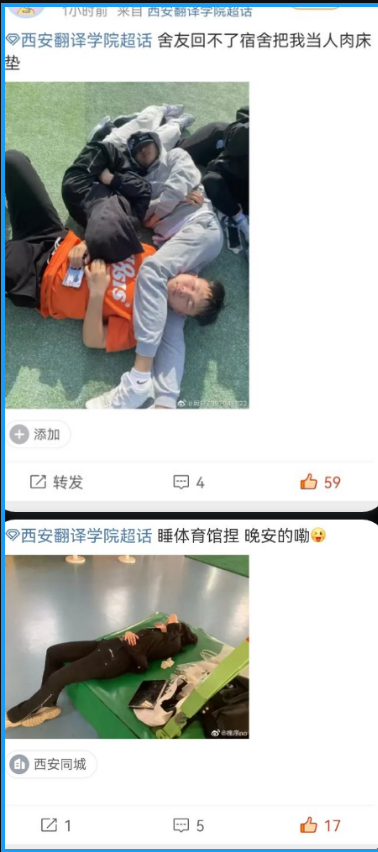 1小时前 来自 西安翻译学院超话
西安翻译学院超话 舍友回不了宿舍把我当人肉床
垫
添加
转发
4
59
西安翻译学院超话 睡体育馆捏 晚安的嘞
西安同城
1
5
17